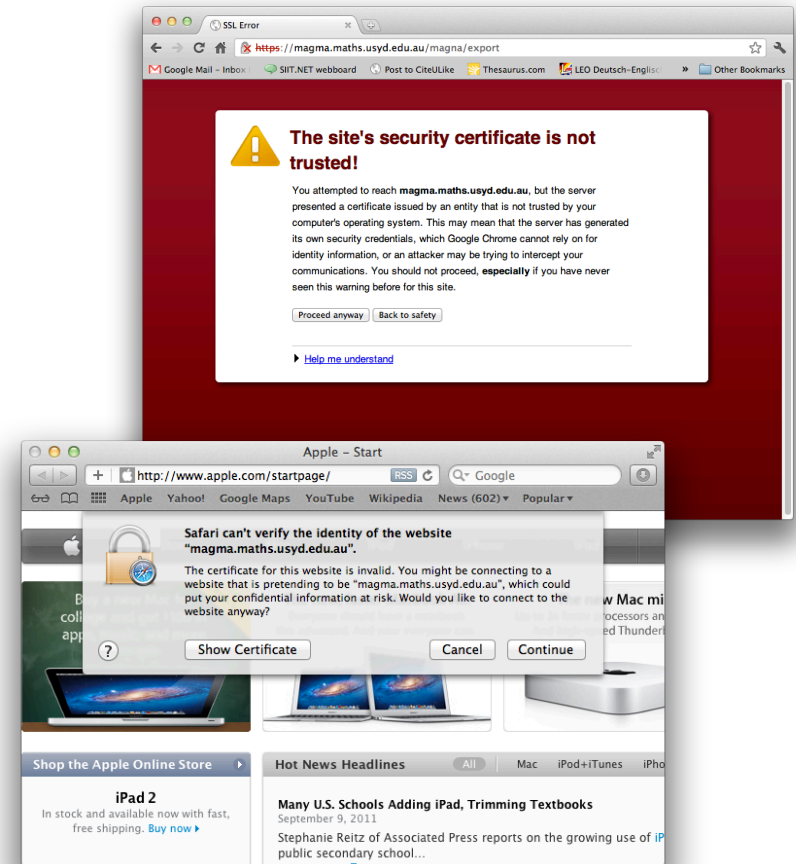 SSL Error
https://magma.maths.usyd.edu.au/magna/export
Google Mail – Inbox SIIT.NET webboard Post to CiteULike Thesaurus.com LEO Deutsch-Englisc » Other Bookmarks
The site's security certificate is not
trusted!
You attempted to reach magma.maths.usyd.edu.au, but the server
presented a certificate issued by an entity that is not trusted by your
computer's operating system. This may mean that the server has generated
its own security credentials, which Google Chrome cannot rely on for
identity information, or an attacker may be trying to intercept your
communications. You should not proceed, especially if you have never
seen this warning before for this site.
Proceed anyway Back to safety
Help me understand
Apple – Start
http://www.apple.com/startpage/ RSS Google
Apple Yahoo! Google Maps YouTube Wikipedia News (602) Popular
Safari can't verify the identity of the website
“magma.maths.usyd.edu.au”.
The certificate for this website is invalid. You might be connecting to a
website that is pretending to be “magma.maths.usyd.edu.au”, which could
put your confidential information at risk. Would you like to connect to the
website anyway?
? Show Certificate Cancel Continue
Shop the Apple Online Store
iPad 2
In stock and available now with fast,
free shipping. Buy now
Hot News Headlines All Mac iPod+iTunes iPho
Many U.S. Schools Adding iPad, Trimming Textbooks
September 9, 2011
Stephanie Reitz of Associated Press reports on the growing use of iP
public secondary school…